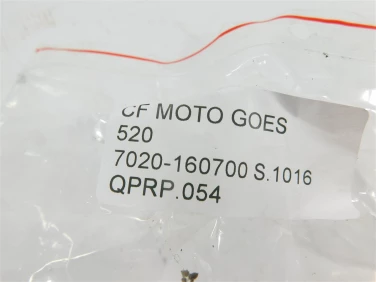 CF MOTO GOES
520
7020-160700 S.1016
QPRP.054